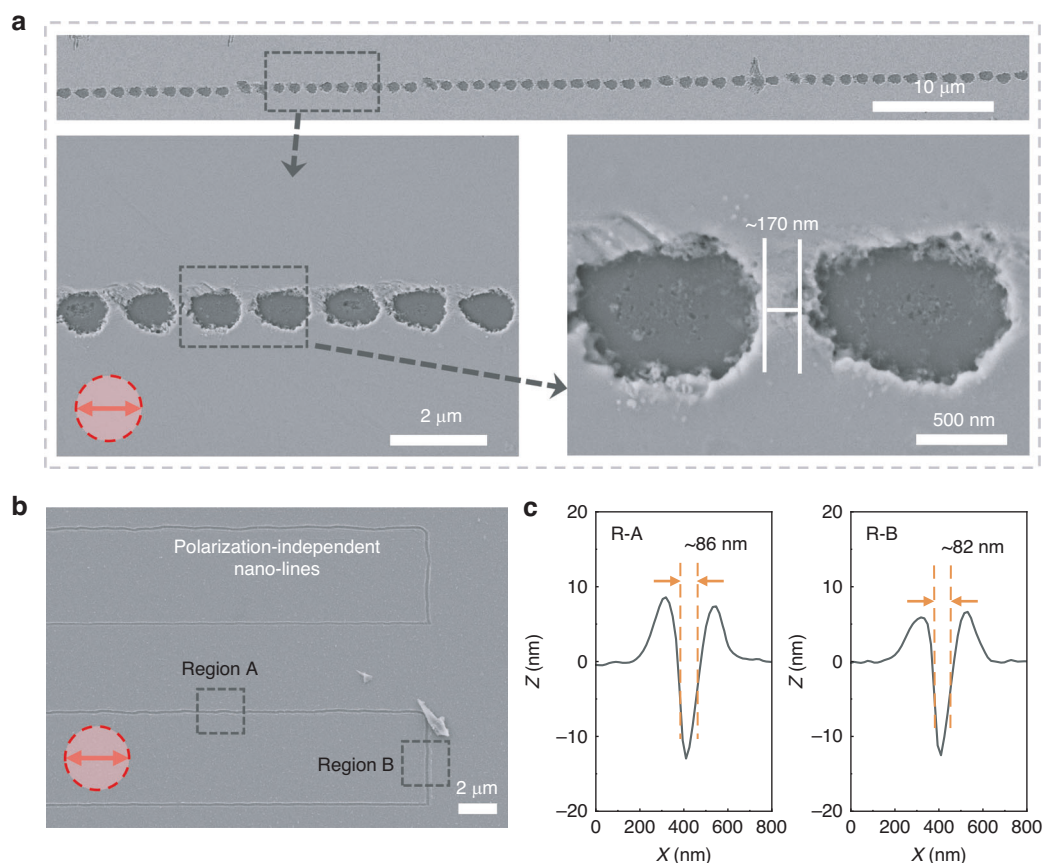 a
10 μm
~170 nm
2 μm
500 nm
b
Polarization-independent
nano-lines
Region A
Region B
2 μm
c
20
10
0
−10
−20
Z (nm)
R-A
~86 nm
0 200 400 600 800
X (nm)
20
10
0
−10
−20
Z (nm)
R-B
~82 nm
0 200 400 600 800
X (nm)